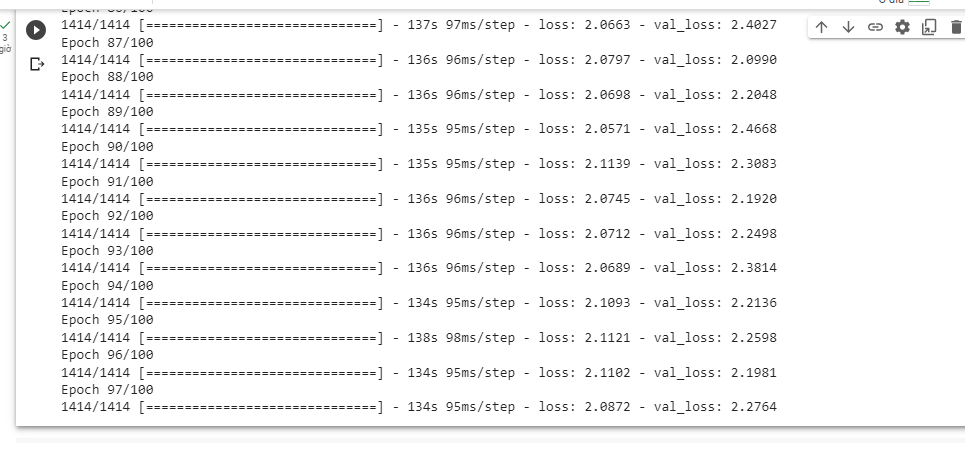 1414/1414 [==============================] - 137s 97ms/step - loss: 2.0663 - val_loss: 2.4027
Epoch 87/100
1414/1414 [==============================] - 136s 96ms/step - loss: 2.0797 - val_loss: 2.0990
Epoch 88/100
1414/1414 [==============================] - 136s 96ms/step - loss: 2.0698 - val_loss: 2.2048
Epoch 89/100
1414/1414 [==============================] - 135s 95ms/step - loss: 2.0571 - val_loss: 2.4668
Epoch 90/100
1414/1414 [==============================] - 135s 95ms/step - loss: 2.1139 - val_loss: 2.3083
Epoch 91/100
1414/1414 [==============================] - 136s 96ms/step - loss: 2.0745 - val_loss: 2.1920
Epoch 92/100
1414/1414 [==============================] - 136s 96ms/step - loss: 2.0712 - val_loss: 2.2498
Epoch 93/100
1414/1414 [==============================] - 136s 96ms/step - loss: 2.0689 - val_loss: 2.3814
Epoch 94/100
1414/1414 [==============================] - 134s 95ms/step - loss: 2.1093 - val_loss: 2.2136
Epoch 95/100
1414/1414 [==============================] - 138s 98ms/step - loss: 2.1121 - val_loss: 2.2598
Epoch 96/100
1414/1414 [==============================] - 134s 95ms/step - loss: 2.1102 - val_loss: 2.1981
Epoch 97/100
1414/1414 [==============================] - 134s 95ms/step - loss: 2.0872 - val_loss: 2.2764
3
giờ